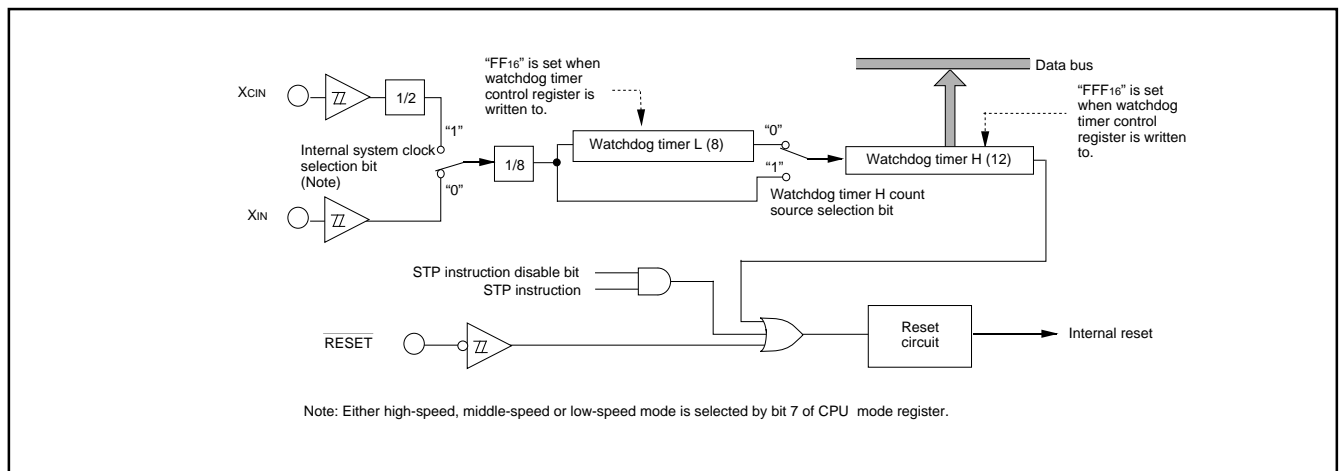 XCIN
1/2
“1”
Internal system clock
selection bit
(Note)
“0”
XIN
1/8
“FF16” is set when
watchdog timer
control register is
written to.
Watchdog timer L (8)
“0”
“1”
Watchdog timer H count
source selection bit
Data bus
“FFF16” is set
when watchdog
timer control
register is written
to.
Watchdog timer H (12)
STP instruction disable bit
STP instruction
RESET
Reset
circuit
Internal reset
Note: Either high-speed, middle-speed or low-speed mode is selected by bit 7 of CPU mode register.